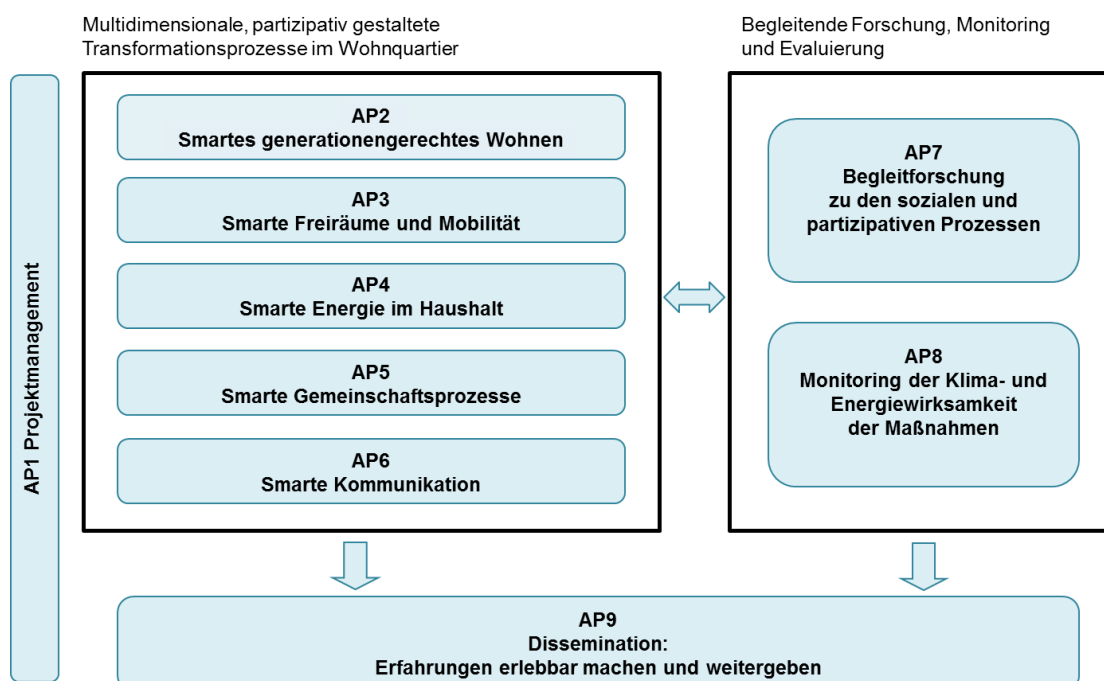 Multidimensionale, partizipativ gestaltete
Transformationsprozesse im Wohnquartier
Begleitende Forschung, Monitoring
und Evaluierung
AP1 Projektmanagement
AP2
Smartes generationengerechtes Wohnen
AP3
Smarte Freiräume und Mobilität
AP4
Smarte Energie im Haushalt
AP5
Smarte Gemeinschaftsprozesse
AP6
Smarte Kommunikation
AP7
Begleitforschung
zu den sozialen und
partizipativen Prozessen
AP8
Monitoring der Klima- und
Energiewirksamkeit
der Maßnahmen
AP9
Dissemination:
Erfahrungen erlebbar machen und weitergeben